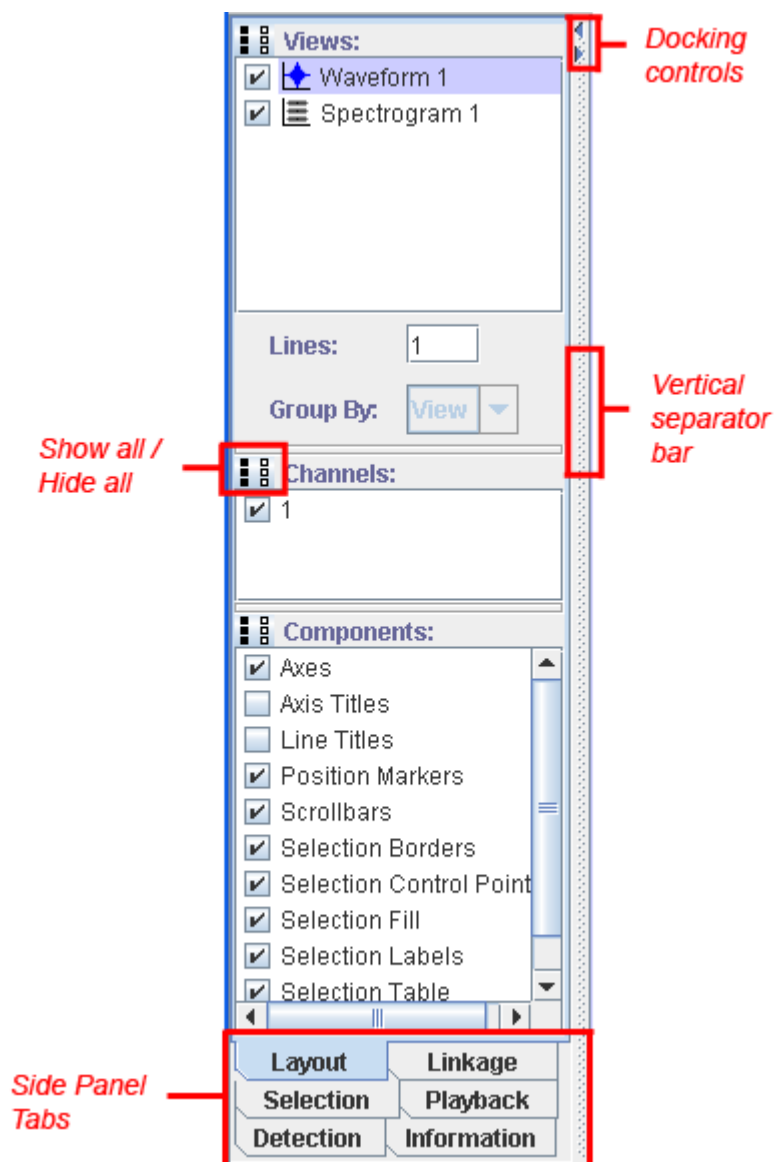 Views:
Docking
controls
Waveform 1
Spectrogram 1
Lines: 1
Group By: View
Vertical
separator
bar
Show all /
Hide all
Channels:
1
Components:
Axes
Axis Titles
Line Titles
Position Markers
Scrollbars
Selection Borders
Selection Control Point
Selection Fill
Selection Labels
Selection Table
Side Panel
Tabs
Layout Linkage
Selection Playback
Detection Information